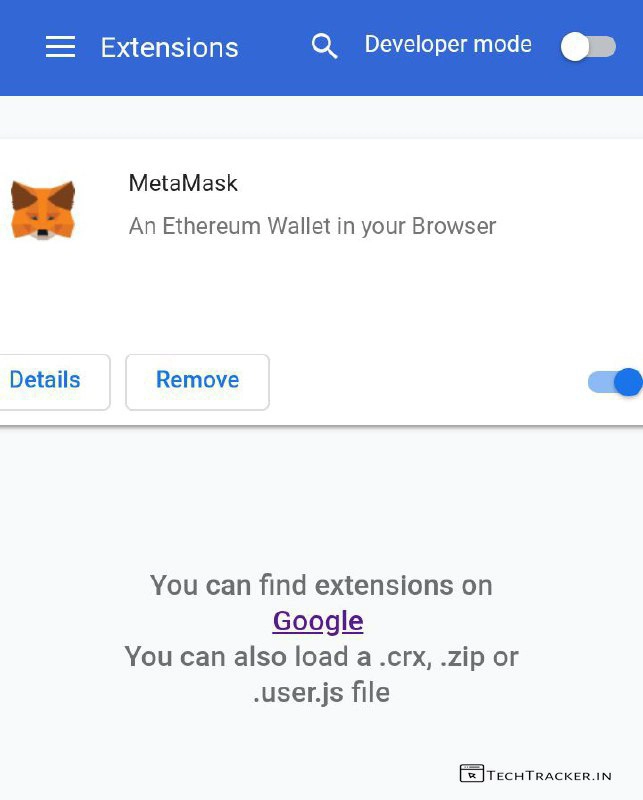 Extensions
Developer mode
MetaMask
An Ethereum Wallet in your Browser
Details
Remove
You can find extensions on
Google
You can also load a .crx, .zip or
.user.js file
TECHTRACKER.IN